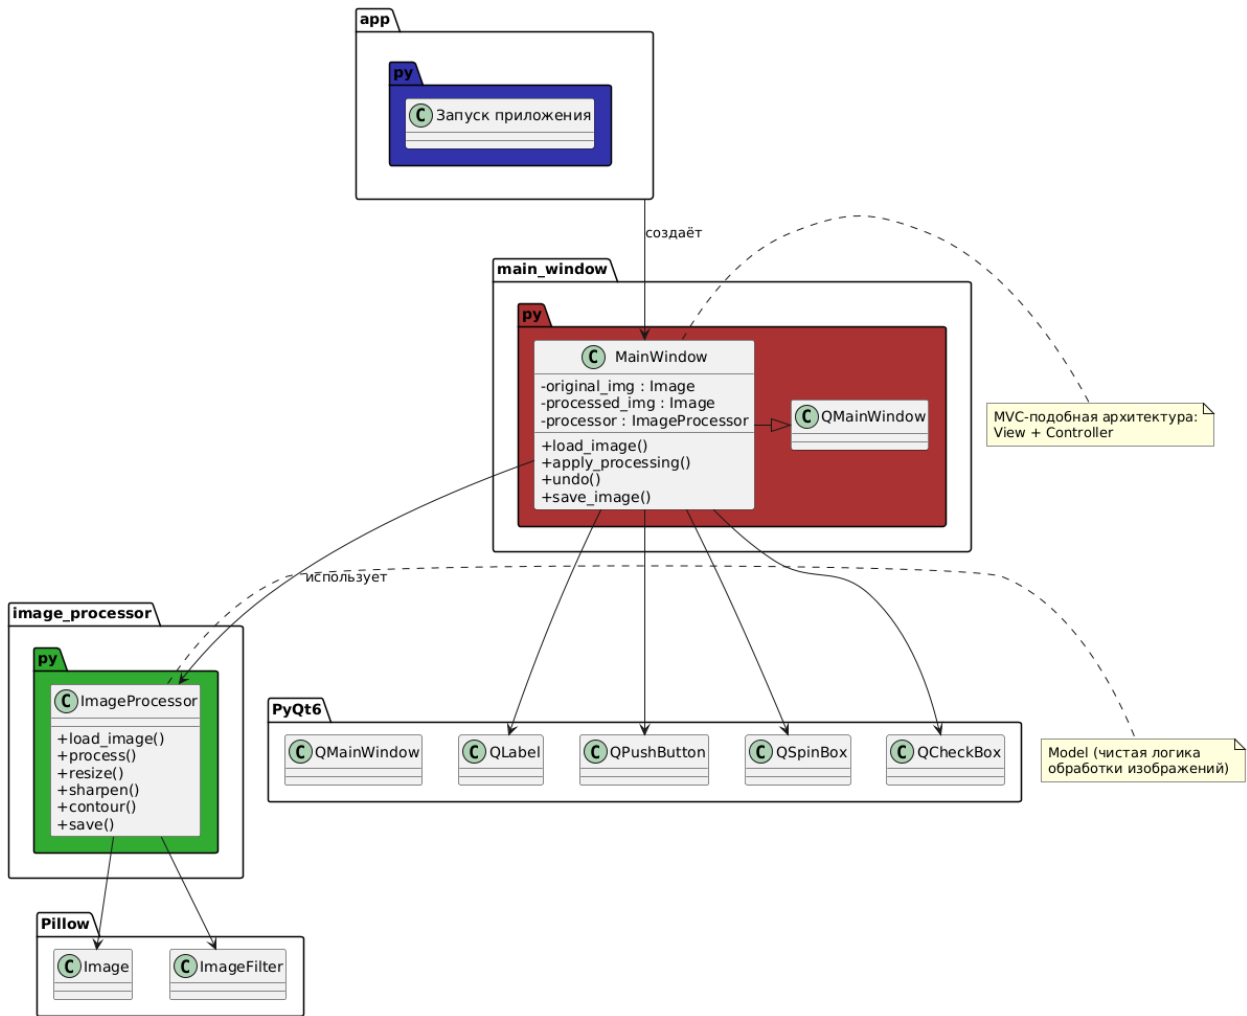 app
py
C Запуск приложения
создаёт
main_window
py
C MainWindow
-original_img : Image
-processed_img : Image
-processor : ImageProcessor
+load_image()
+apply_processing()
+undo()
+save_image()
C QMainWindow
MVC-подобная архитектура:
View + Controller
использует
image_processor
py
C ImageProcessor
+load_image()
+process()
+resize()
+sharpen()
+contour()
+save()
PyQt6
C QMainWindow
C QLabel
C QPushButton
C QSpinBox
C QCheckBox
Model (чистая логика
обработки изображений)
Pillow
C Image
C ImageFilter